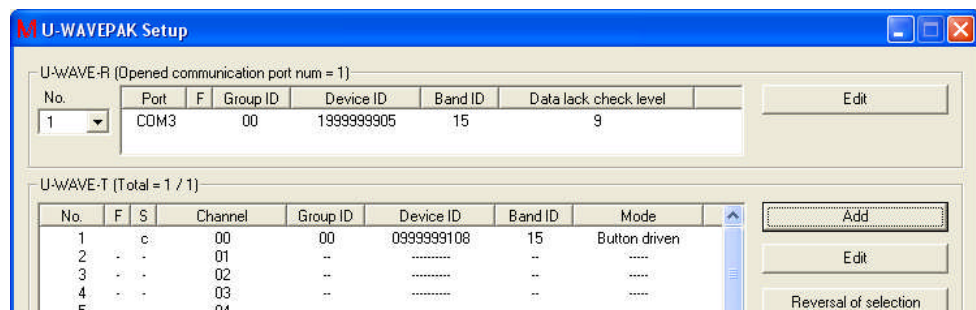 M U-WAVEPAK Setup
U-WAVE-R (Opened communication port num = 1)
No. Port F Group ID Device ID Band ID Data lack check level Edit
1 COM3 00 1999999905 15 9
U-WAVE-T (Total = 1 / 1)
No. F S Channel Group ID Device ID Band ID Mode Add
1 c 00 00 0999999108 15 Button driven
2 - - 01 -- ---------- -- -----
Edit
3 - - 02 -- ---------- -- -----
4 - - 03 -- ---------- -- -----
Reversal of selection